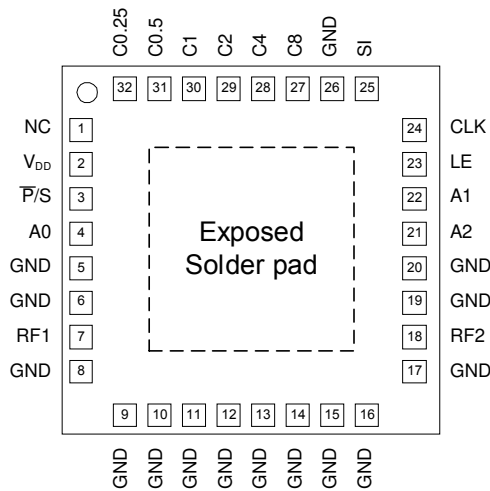 C0.25 C0.5 C1 C2 C4 C8 GND SI
32 31 30 29 28 27 26 25
NC 1 24 CLK
VDD 2 23 LE
P̅/S 3 22 A1
A0 4 21 A2
GND 5 20 GND
GND 6 19 GND
RF1 7 18 RF2
GND 8 17 GND
Exposed
Solder pad
9 10 11 12 13 14 15 16
GND GND GND GND GND GND GND GND